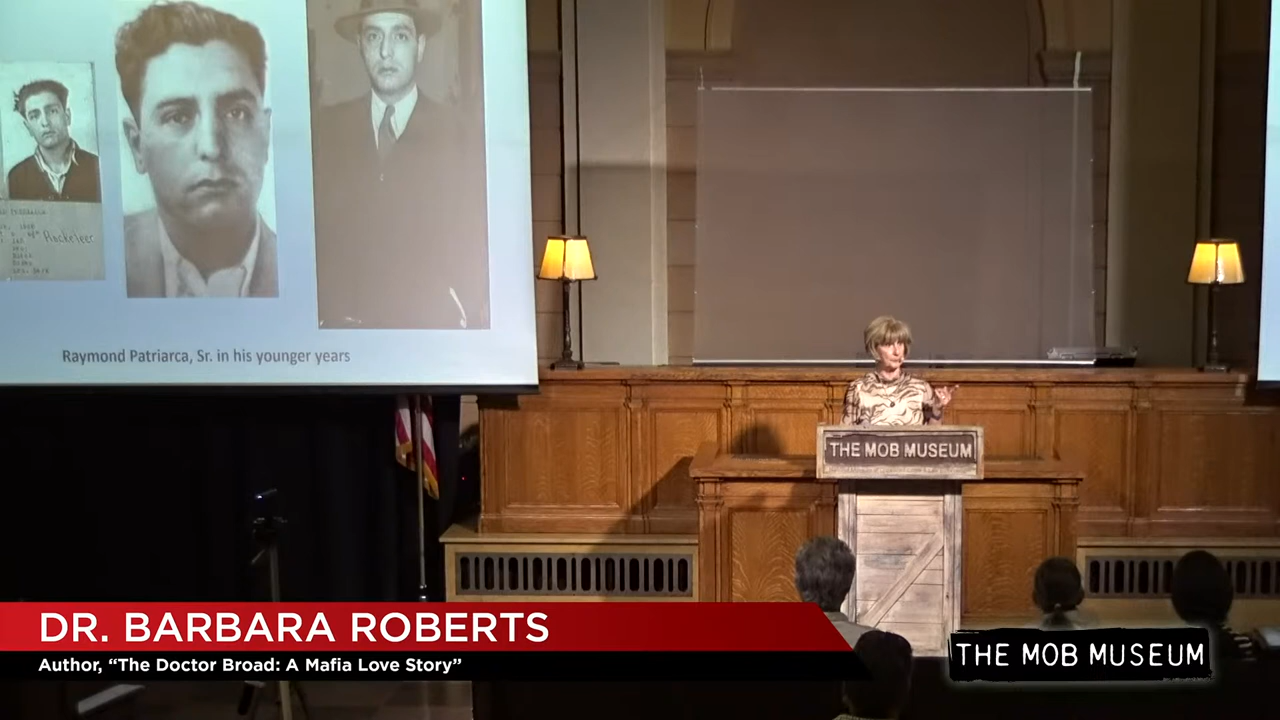 Racketeer
Raymond Patriarca, Sr. in his younger years
THE MOB MUSEUM
DR. BARBARA ROBERTS
Author, “The Doctor Broad: A Mafia Love Story”
THE MOB MUSEUM